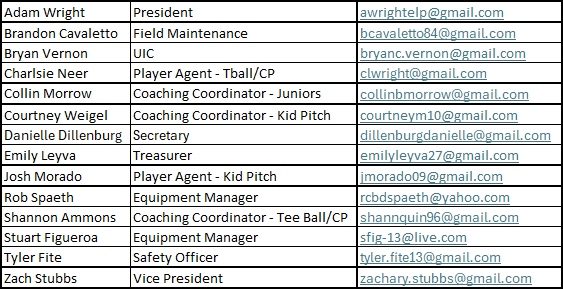 Adam Wright President awrightelp@gmail.com
Brandon Cavaletto Field Maintenance bcavaletto84@gmail.com
Bryan Vernon UIC bryanc.vernon@gmail.com
Charlsie Neer Player Agent - Tball/CP clwright@gmail.com
Collin Morrow Coaching Coordinator - Juniors collinbmorrow@gmail.com
Courtney Weigel Coaching Coordinator - Kid Pitch courtneym10@gmail.com
Danielle Dillenburg Secretary dillenburgdanielle@gmail.com
Emily Leyva Treasurer emilyleyva27@gmail.com
Josh Morado Player Agent - Kid Pitch jmorado09@gmail.com
Rob Spaeth Equipment Manager rcbdspaeth@yahoo.com
Shannon Ammons Coaching Coordinator - Tee Ball/CP shannquin96@gmail.com
Stuart Figueroa Equipment Manager sfig-13@live.com
Tyler Fite Safety Officer tyler.fite13@gmail.com
Zach Stubbs Vice President zachary.stubbs@gmail.com